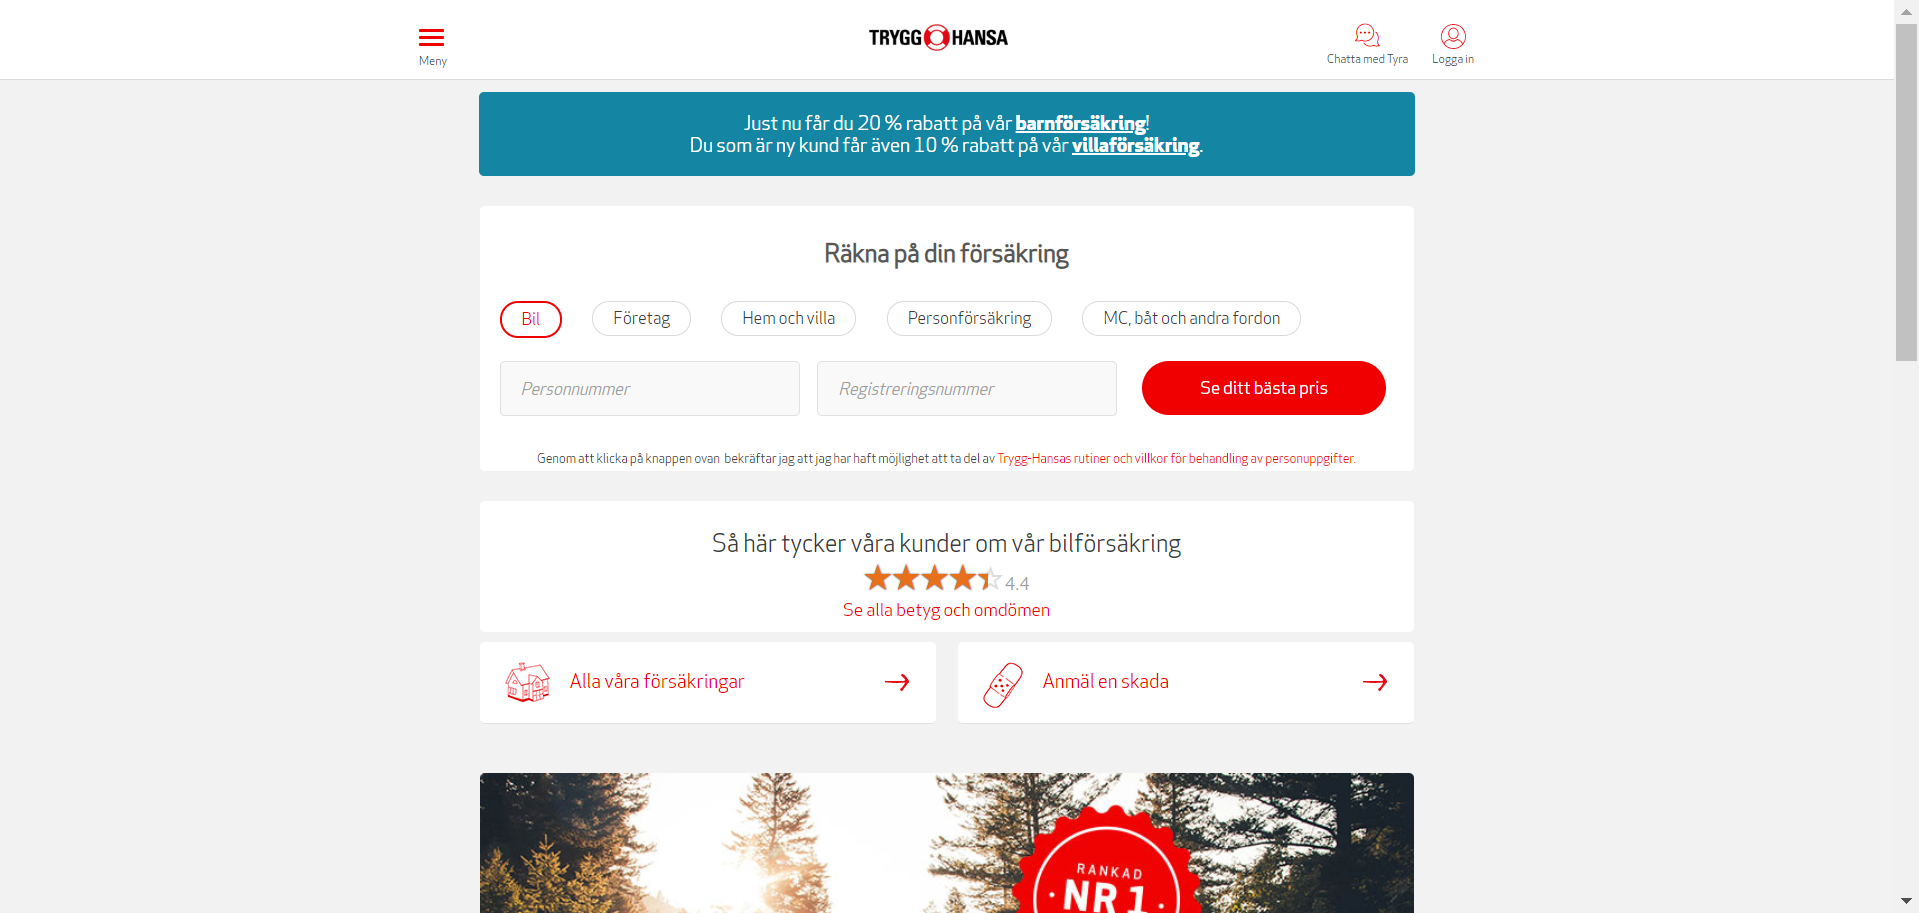 Meny
TRYGG HANSA
Chatta med Tyra
Logga in
Just nu får du 20 % rabatt på vår barnförsäkring!
Du som är ny kund får även 10 % rabatt på vår villaförsäkring.
Räkna på din försäkring
Bil
Företag
Hem och villa
Personförsäkring
MC, båt och andra fordon
Personnummer
Registreringsnummer
Se ditt bästa pris
Genom att klicka på knappen ovan bekräftar jag att jag har haft möjlighet att ta del av Trygg-Hansas rutiner och villkor för behandling av personuppgifter.
Så här tycker våra kunder om vår bilförsäkring
4.4
Se alla betyg och omdömen
Alla våra försäkringar
Anmäl en skada
RANKAD
NR 1